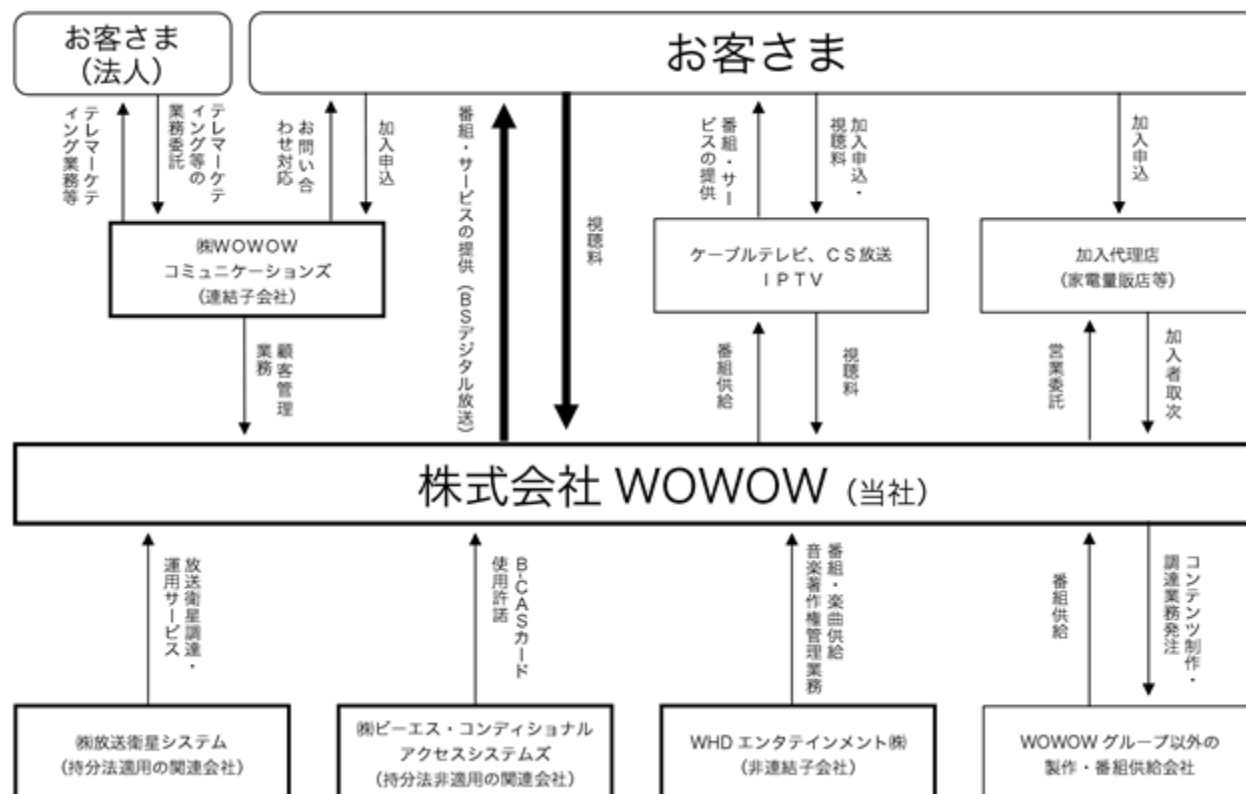 お客さま
(法人)
お客さま
テレマーケテ
ィング業務等
テレマーケテ
ィング等の
業務委託
お問い合
わせ対応
加入申込
番組・サービスの提供(BSデジタル放送)
視聴料
番組・サー
ビスの提供
加入申込・
視聴料
加入申込
㈱WOWOW
コミュニケーションズ
(連結子会社)
ケーブルテレビ、CS放送
IPTV
加入代理店
(家電量販店等)
顧客管理
業務
番組供給
視聴料
営業委託
加入者取次
株式会社 WOWOW (当社)
放送衛星調達・
運用サービス
B-CASカード
使用許諾
番組・楽曲供給
音楽著作権管理業務
番組供給
コンテンツ制作・
調達業務発注
㈱放送衛星システム
(持分法適用の関連会社)
㈱ビーエス・コンディショナル
アクセスシステムズ
(持分法非適用の関連会社)
WHD エンタテインメント㈱
(非連結子会社)
WOWOW グループ以外の
製作・番組供給会社